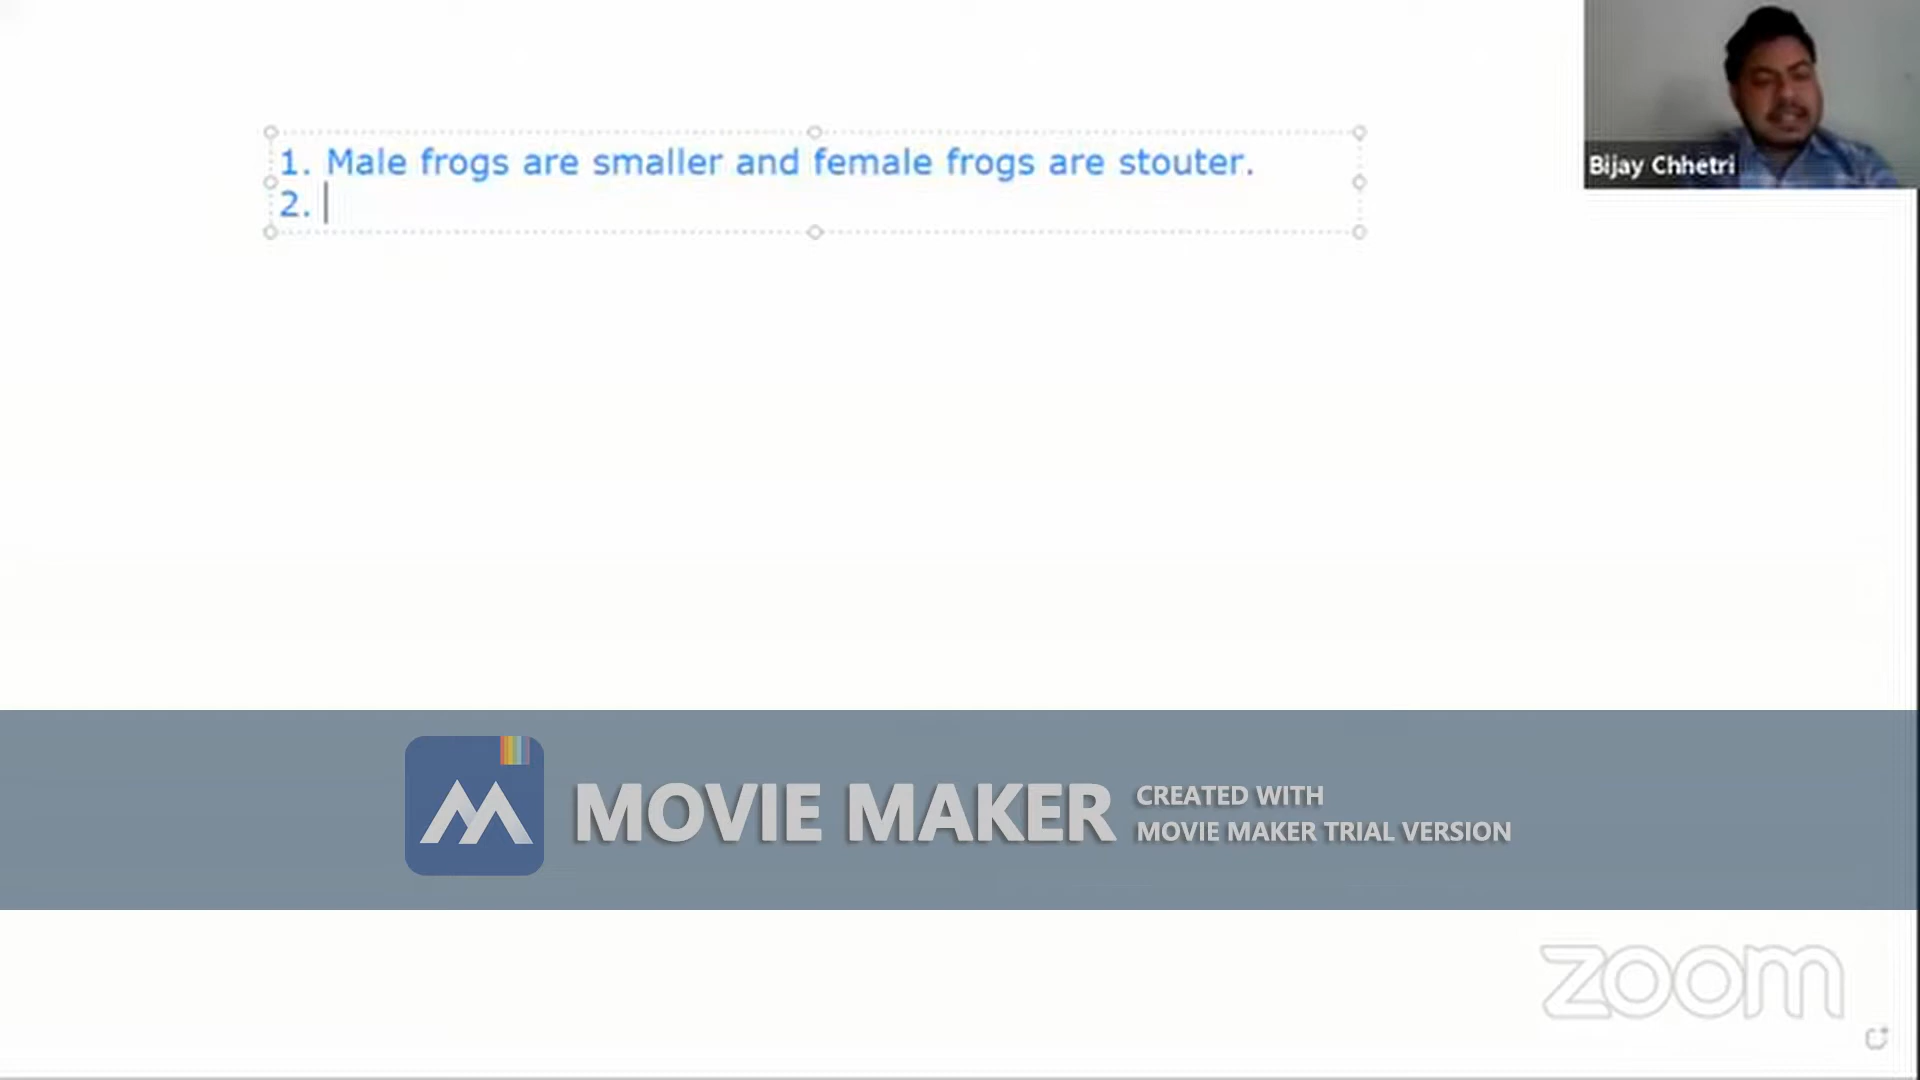 1. Male frogs are smaller and female frogs are stouter.
2.
Bijay Chhetri
MOVIE MAKER
CREATED WITH
MOVIE MAKER TRIAL VERSION
zoom